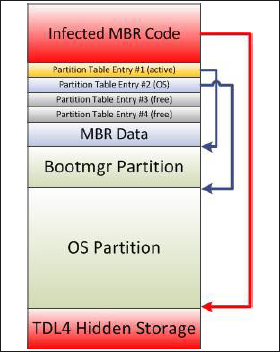 Infected MBR Code
Partition Table Entry #1 (active)
Partition Table Entry #2 (OS)
Partition Table Entry #3 (free)
Partition Table Entry #4 (free)
MBR Data
Bootmgr Partition
OS Partition
TDL4 Hidden Storage